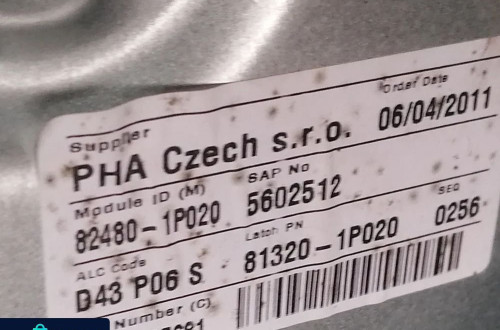 Supplier Order Date
PHA Czech s.r.o. 06/04/2011
Module ID (M) SAP No
82480-1P020 5602512
ALC Code Latch PN SEQ
D43 P06 S 81320-1P020 0256
Number (C)